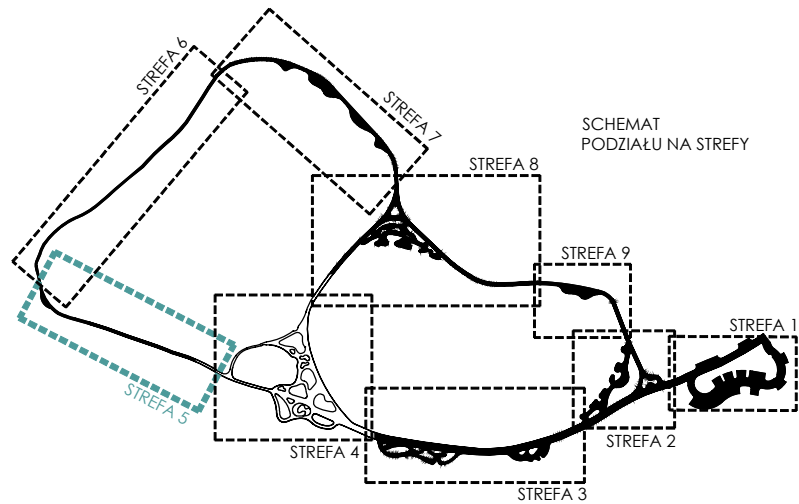 STREFA 6
STREFA 7
SCHEMAT
PODZIAŁU NA STREFY
STREFA 8
STREFA 9
STREFA 1
STREFA 5
STREFA 2
STREFA 4
STREFA 3